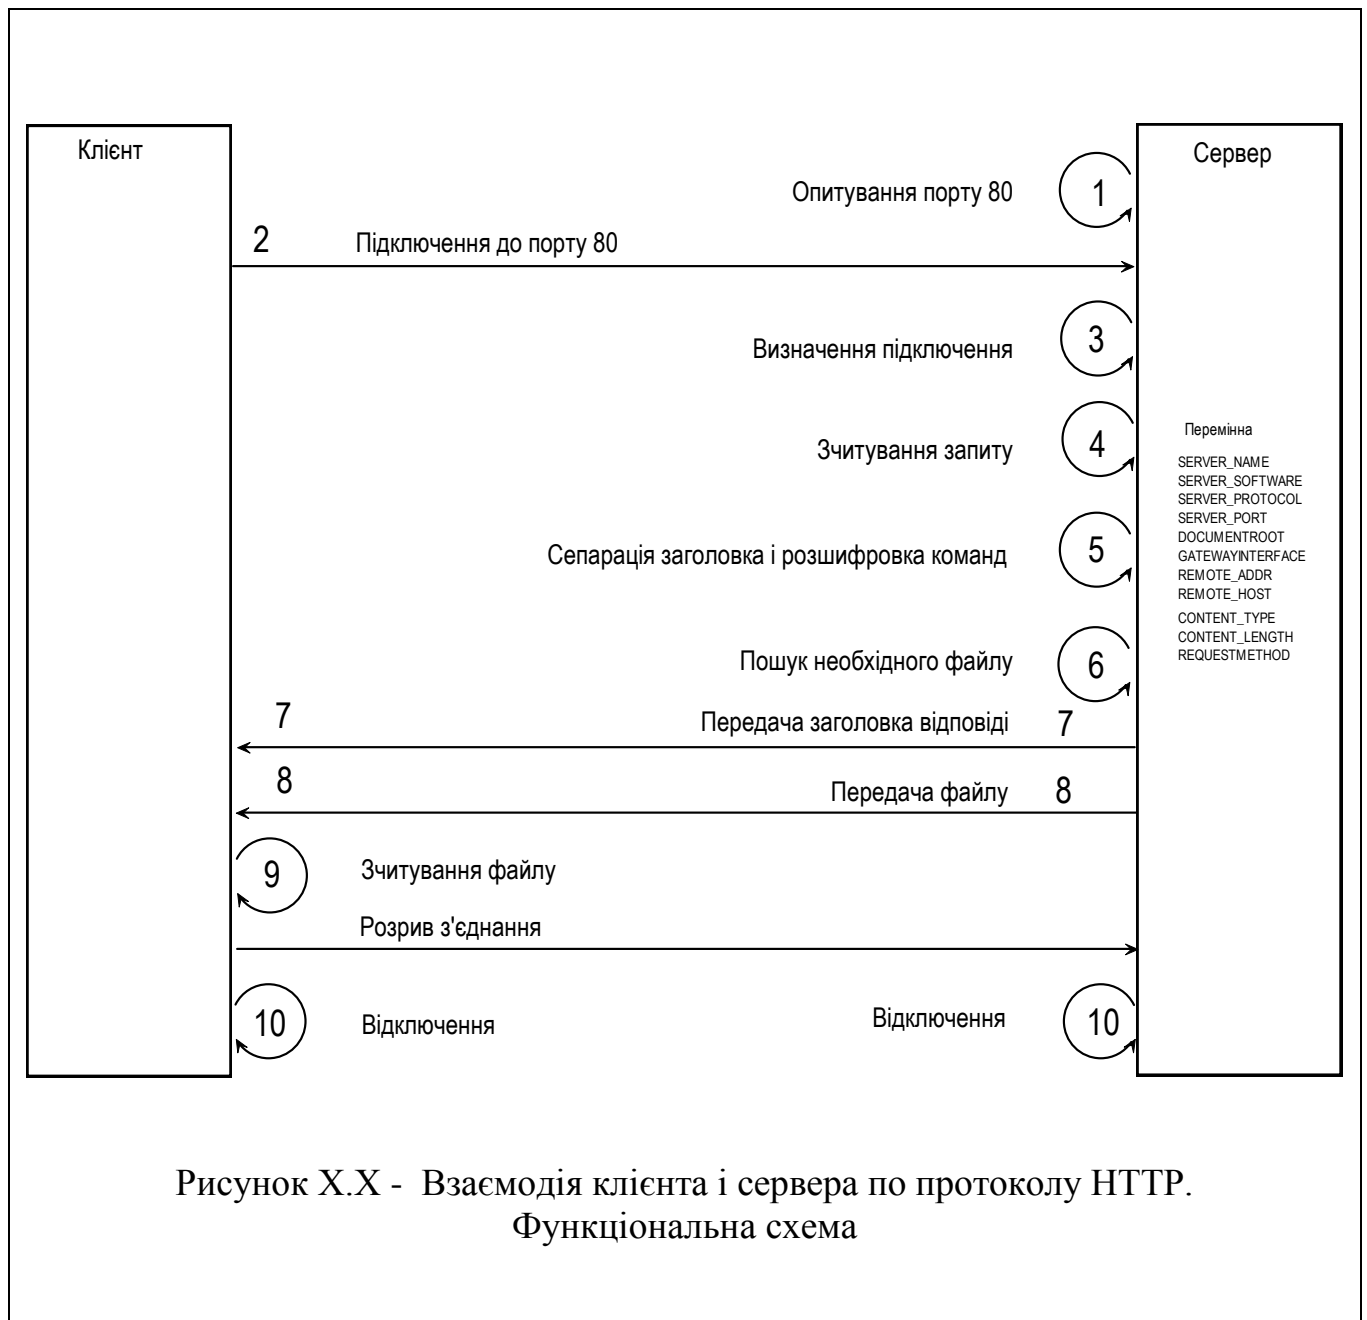 Клієнт
Сервер
Опитування порту 80
1
2
Підключення до порту 80
3
Визначення підключення
4
Зчитування запиту
Перемінна
SERVER_NAME
SERVER_SOFTWARE
SERVER_PROTOCOL
SERVER_PORT
DOCUMENTROOT
GATEWAYINTERFACE
REMOTE_ADDR
REMOTE_HOST
CONTENT_TYPE
CONTENT_LENGTH
REQUESTMETHOD
Сепарація заголовка і розшифровка команд
5
Пошук необхідного файлу
6
7
Передача заголовка відповіді
7
8
Передача файлу
8
9
Зчитування файлу
Розрив з'єднання
10
Відключення
Відключення
10
Рисунок Х.Х - Взаємодія клієнта і сервера по протоколу HTTP.
Функціональна схема